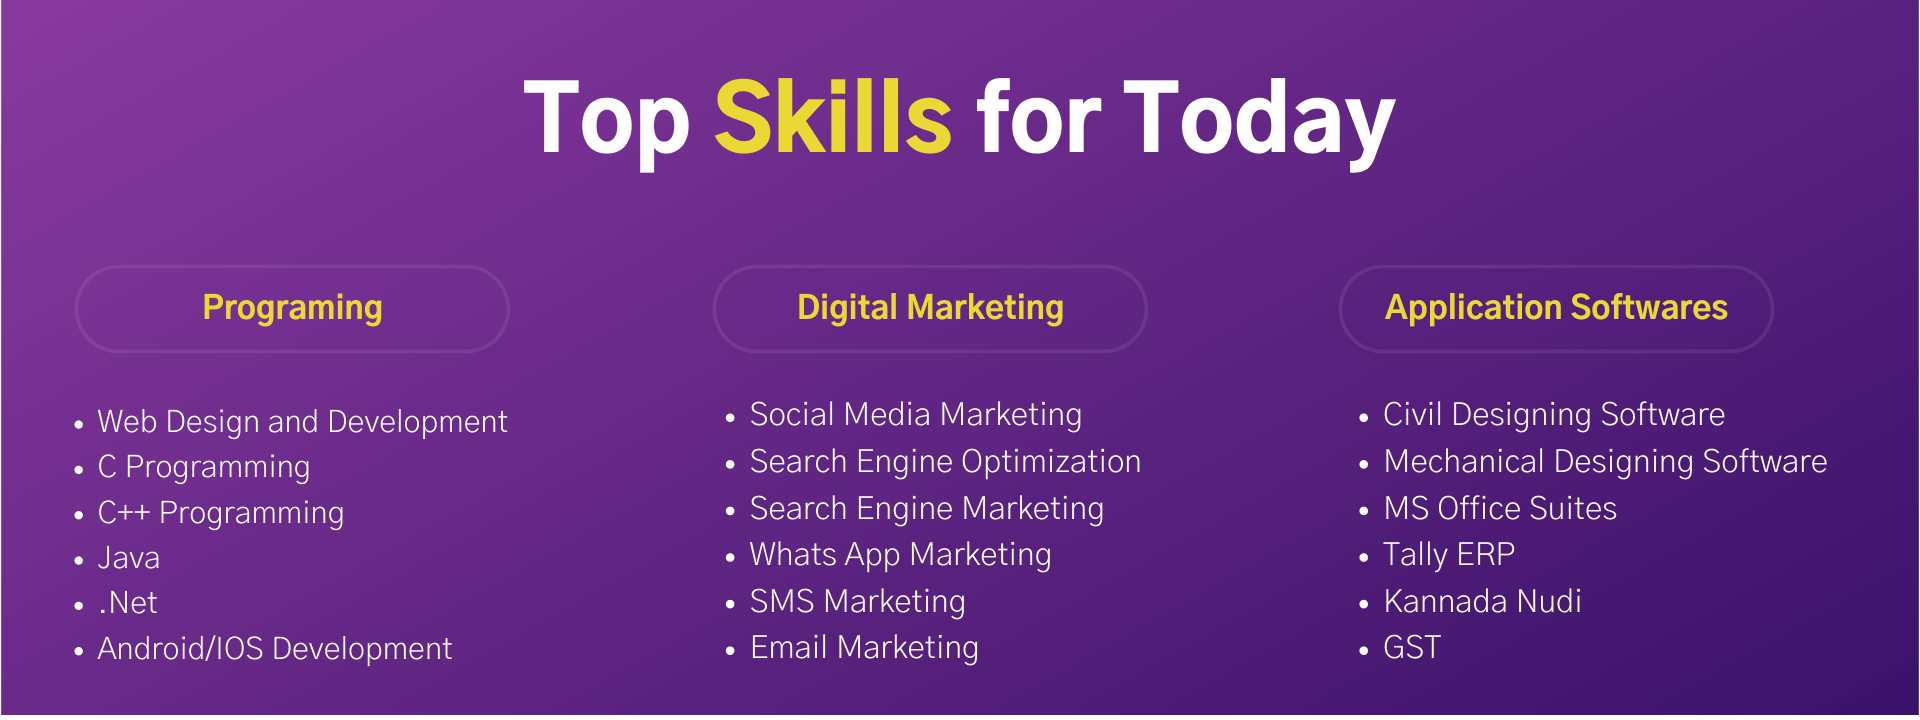 Top Skills for Today
Programing
• Web Design and Development
• C Programming
• C++ Programming
• Java
• .Net
• Android/IOS Development
Digital Marketing
• Social Media Marketing
• Search Engine Optimization
• Search Engine Marketing
• Whats App Marketing
• SMS Marketing
• Email Marketing
Application Softwares
• Civil Designing Software
• Mechanical Designing Software
• MS Office Suites
• Tally ERP
• Kannada Nudi
• GST